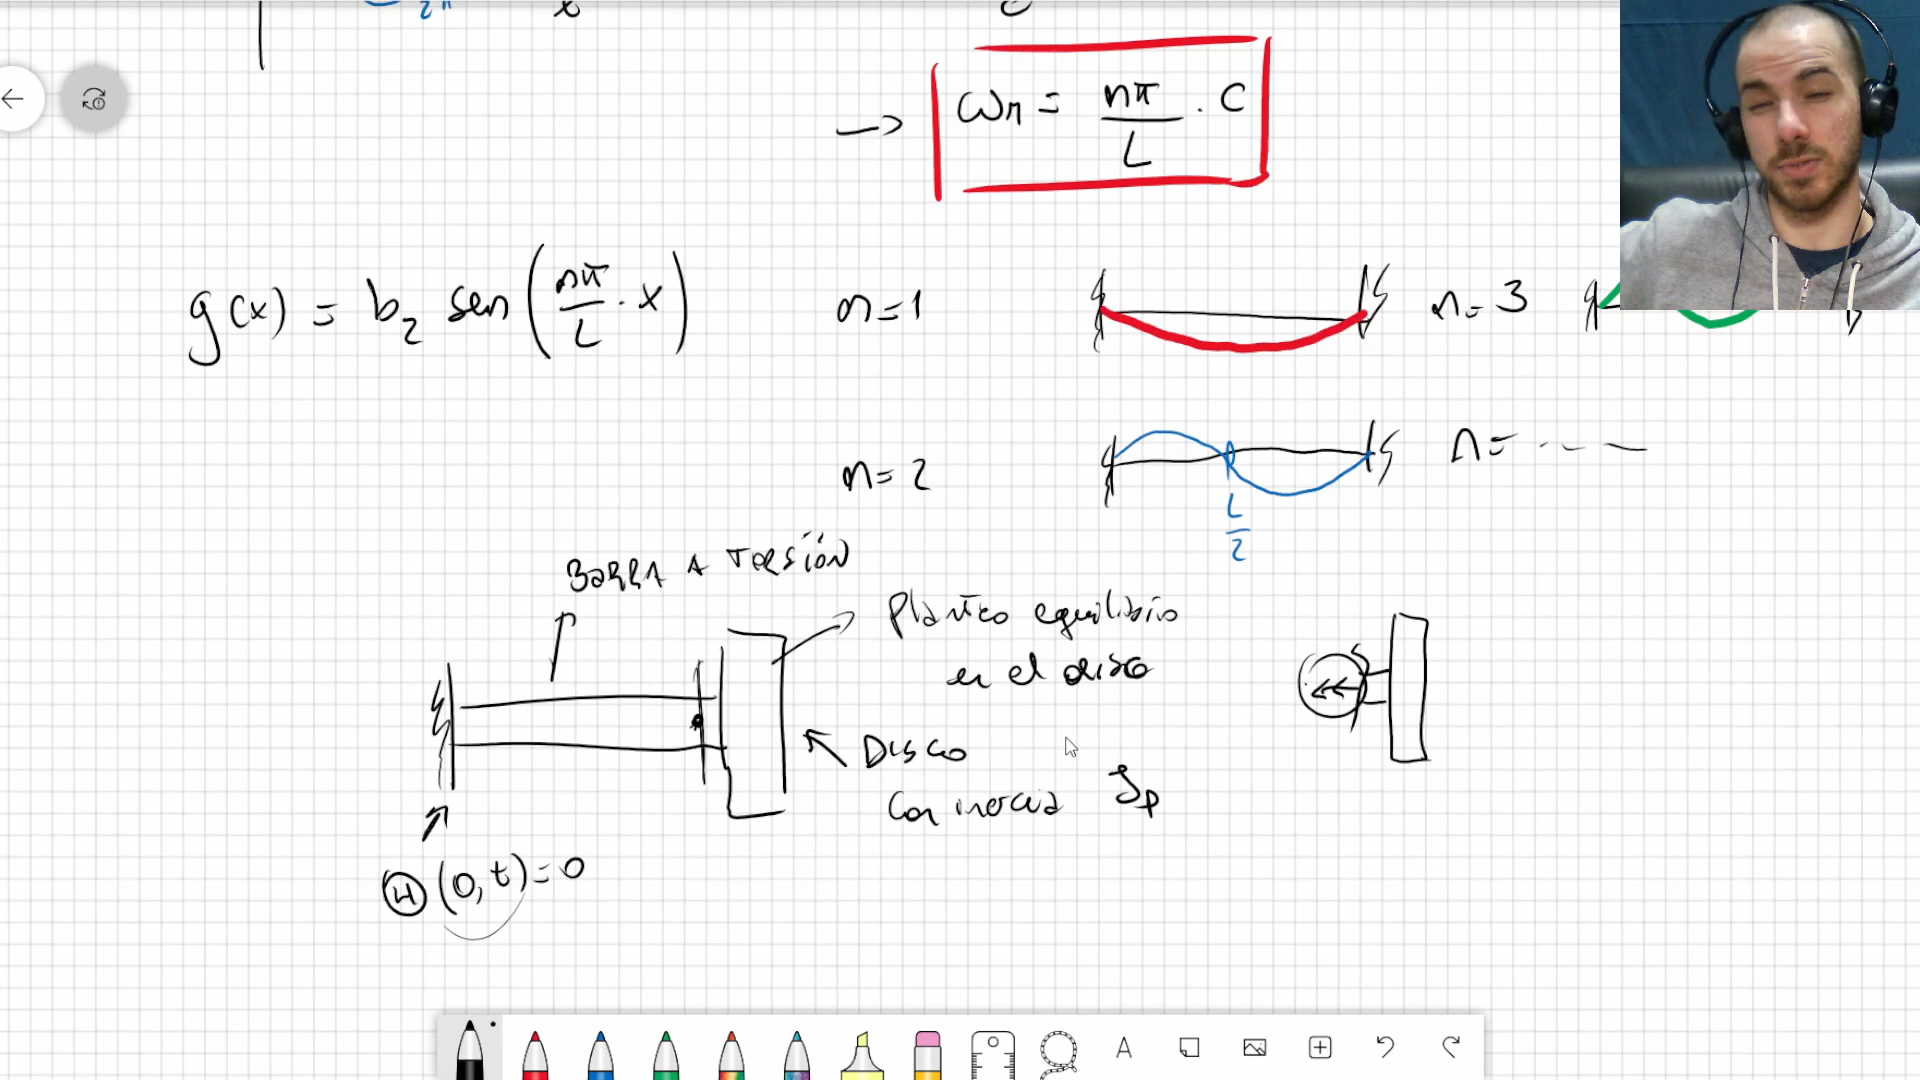 → ωn = nπ/L · C
g(x) = b₂ sen(nπ/L · x)
n=1
n=3
n=2
n= ---
L/2
BARRA A TORSIÓN
Planteo equilibrio
en el disco
Disco
con inercia Jp
Θ(0,t)=0
A